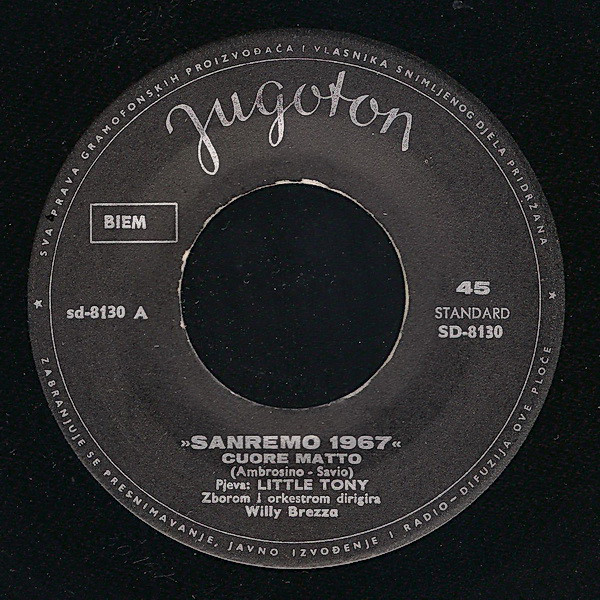 SVA PRAVA GRAMOFONSKIH PROIZVOĐAČA I VLASNIKA SNIMLJENOG DJELA PRIDRŽANA
Jugoton
BIEM
sd-8130 A
45
STANDARD
SD-8130
»SANREMO 1967«
CUORE MATTO
(Ambrosino - Savio)
Pjeva: LITTLE TONY
Zborom i orkestrom dirigira
Willy Brezza
★ ZABRANJUJE SE PRESNIMAVANJE, JAVNO IZVOĐENJE I RADIO-DIFUZIJA OVE PLOČE ★